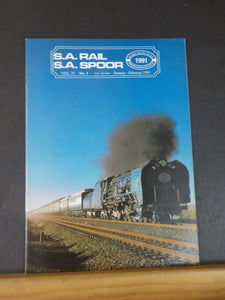 S.A. RAIL
S.A. SPOOR
1991
VOL. 31 No. 1
January - February 1991